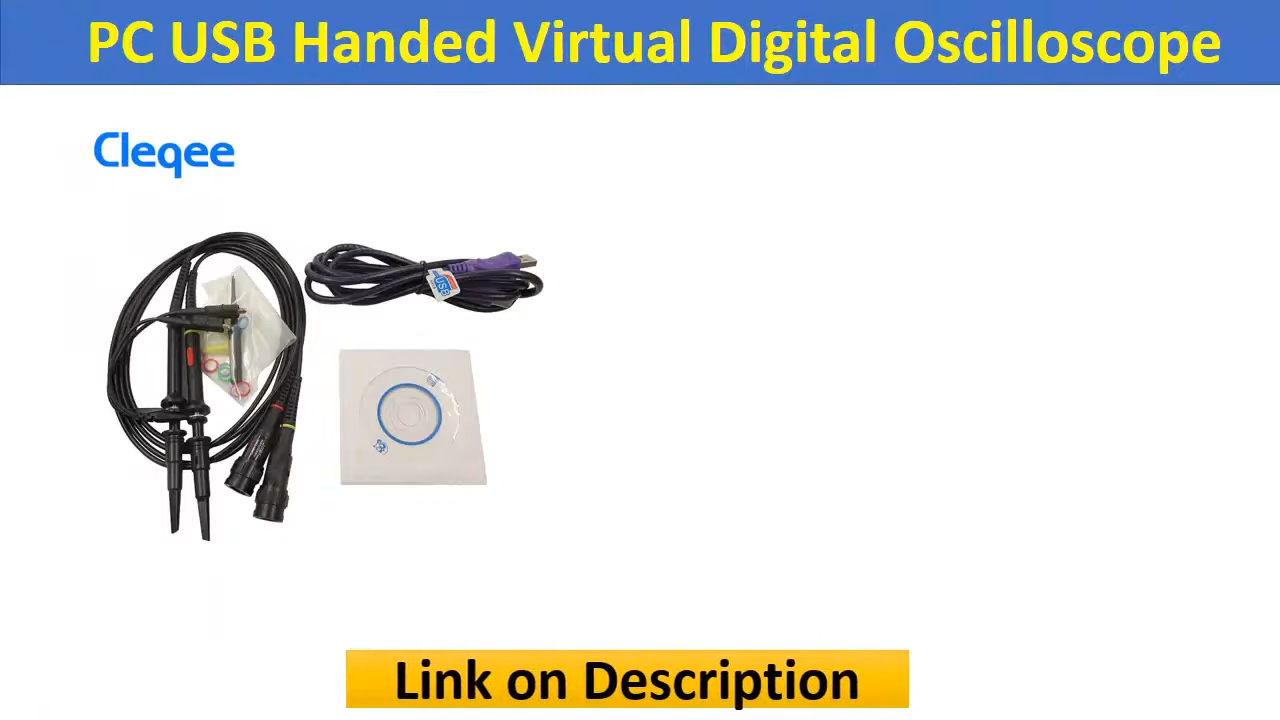 PC USB Handed Virtual Digital Oscilloscope
Cleqee
USB
Link on Description